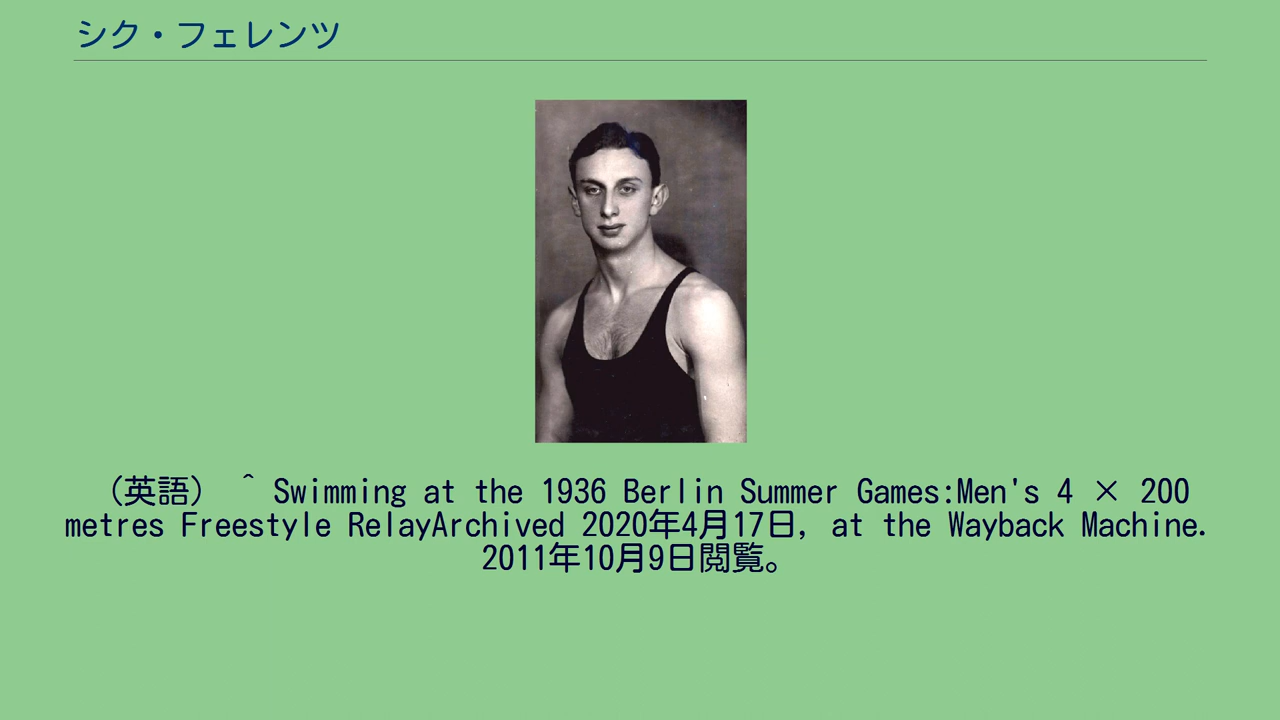 シク・フェレンツ
（英語） ^ Swimming at the 1936 Berlin Summer Games:Men's 4 × 200
metres Freestyle RelayArchived 2020年4月17日, at the Wayback Machine.
2011年10月9日閲覧。